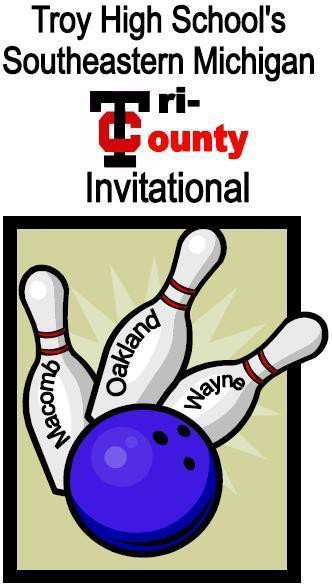 Troy High School's
Southeastern Michigan
Tri-
County
Invitational
Macomb
Oakland
Wayne